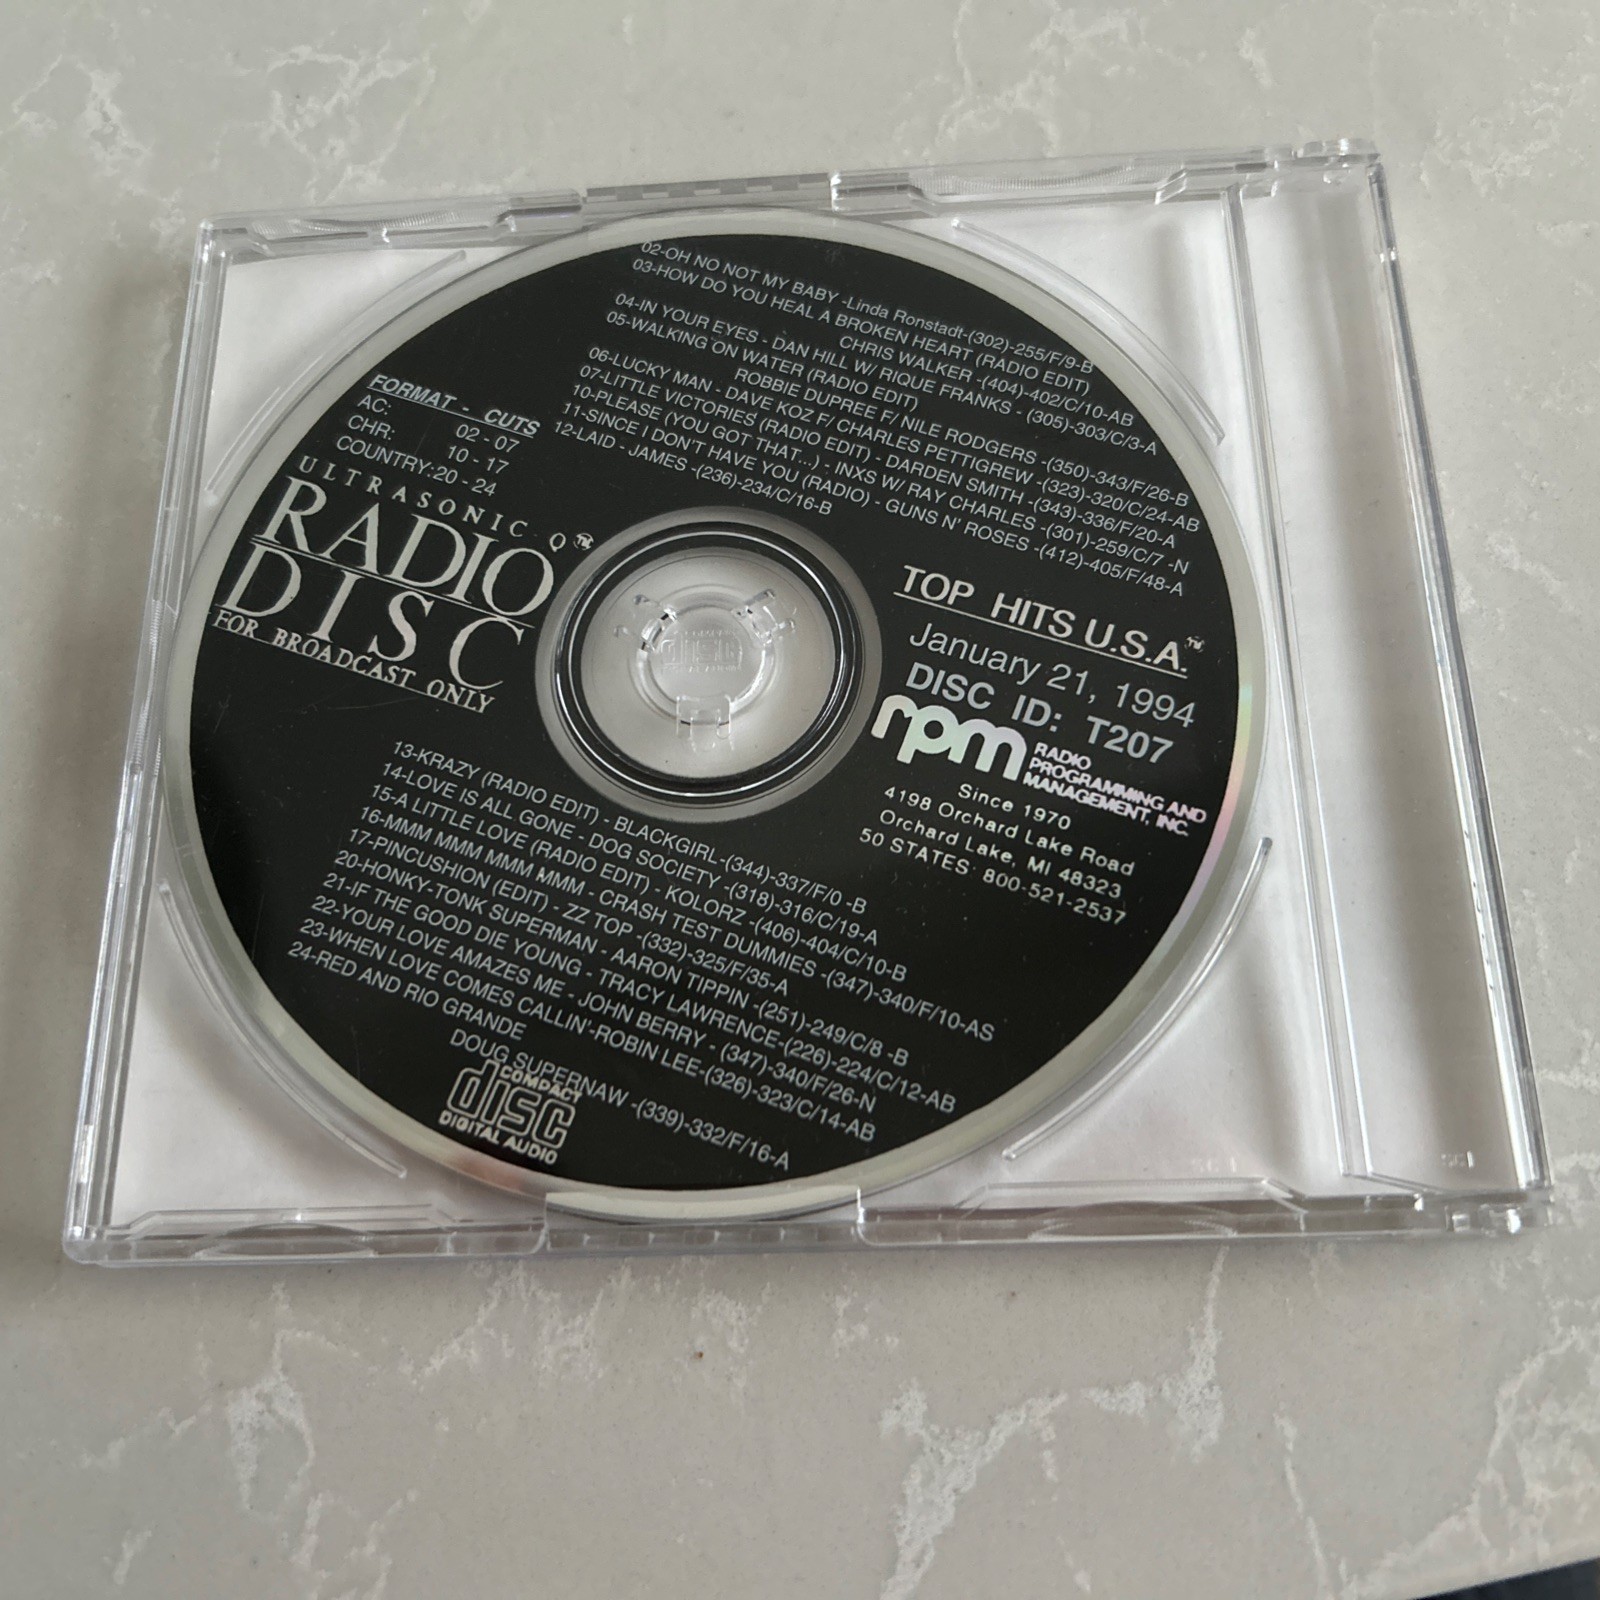 02-OH NO NOT MY BABY -Linda Ronstadt-(302)-255/F/9-B
03-HOW DO YOU HEAL A BROKEN HEART (RADIO EDIT)
CHRIS WALKER -(404)-402/C/10-AB
04-IN YOUR EYES - DAN HILL W/ RIQUE FRANKS - (305)-303/C/3-A
05-WALKING ON WATER (RADIO EDIT)
ROBBIE DUPREE F/ NILE RODGERS -(350)-343/F/26-B
06-LUCKY MAN - DAVE KOZ F/ CHARLES PETTIGREW -(323)-320/C/24-AB
07-LITTLE VICTORIES (RADIO EDIT) - DARDEN SMITH -(343)-336/F/20-A
10-PLEASE (YOU GOT THAT...) - INXS W/ RAY CHARLES -(301)-259/C/7 -N
11-SINCE I DON'T HAVE YOU (RADIO) - GUNS N' ROSES -(412)-405/F/48-A
12-LAID - JAMES -(236)-234/C/16-B
FORMAT - CUTS
AC: 02 - 07
CHR: 10 - 17
COUNTRY:20 - 24
ULTRASONIC Q™
RADIO
DISC
FOR BROADCAST ONLY
TOP HITS U.S.A.™
January 21, 1994
DISC ID: T207
rpm RADIO
PROGRAMMING AND
MANAGEMENT, INC.
Since 1970
4198 Orchard Lake Road
Orchard Lake, MI 48323
50 STATES 800-521-2537
13-KRAZY (RADIO EDIT) - BLACKGIRL-(344)-337/F/0 -B
14-LOVE IS ALL GONE - DOG SOCIETY -(318)-316/C/19-A
15-A LITTLE LOVE (RADIO EDIT) - KOLORZ -(406)-404/C/10-B
16-MMM MMM MMM MMM - CRASH TEST DUMMIES -(347)-340/F/10-AS
17-PINCUSHION (EDIT) - ZZ TOP -(332)-325/F/35-A
20-HONKY-TONK SUPERMAN - AARON TIPPIN -(251)-249/C/8 -B
21-IF THE GOOD DIE YOUNG - TRACY LAWRENCE-(226)-224/C/12-AB
22-YOUR LOVE AMAZES ME - JOHN BERRY - (347)-340/F/26-N
23-WHEN LOVE COMES CALLIN'-ROBIN LEE-(326)-323/C/14-AB
24-RED AND RIO GRANDE
DOUG SUPERNAW -(339)-332/F/16-A
COMPACT
disc
DIGITAL AUDIO